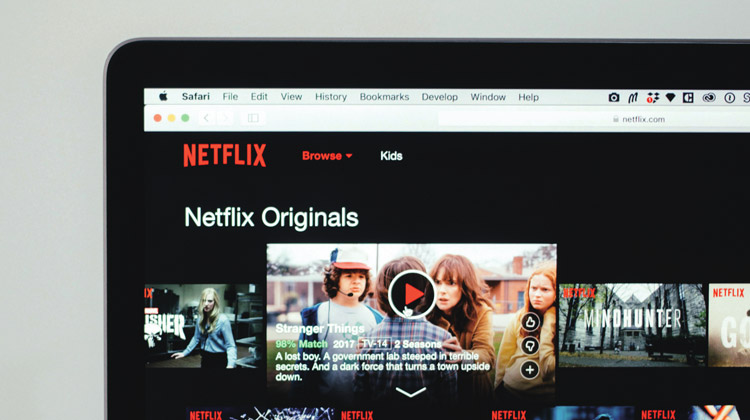 Safari File Edit View History Bookmarks Develop Window Help
netflix.com
NETFLIX Browse Kids
Netflix Originals
NETFLIX
NETFLIX
MINDHUNTER
Stranger Things
98% Match 2017 TV-14 2 Seasons
A lost boy. A government lab steeped in terrible
secrets. And a dark force that turns a town upside
down.
NETFLIX
NETFLIX
NETFLIX
NETFLIX